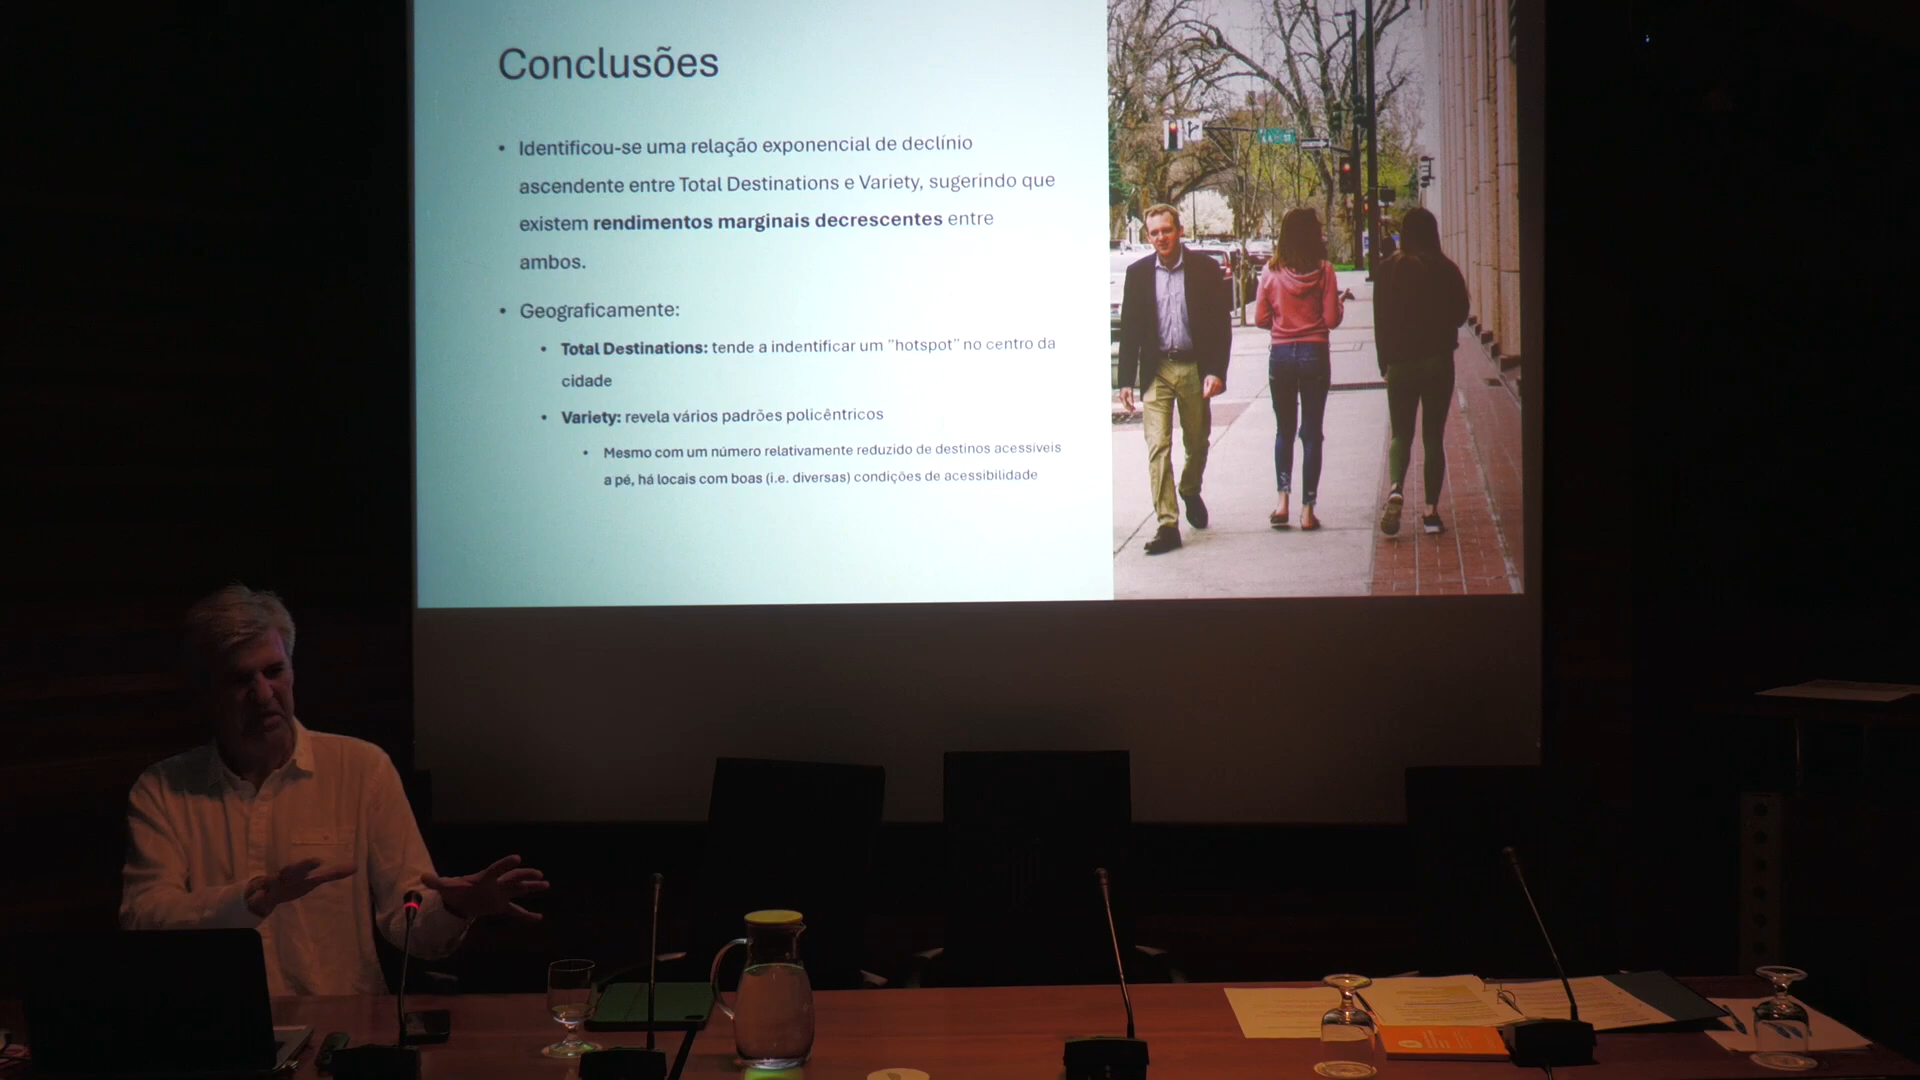 Conclusões
• Identificou-se uma relação exponencial de declínio
ascendente entre Total Destinations e Variety, sugerindo que
existem rendimentos marginais decrescentes entre
ambos.
• Geograficamente:
• Total Destinations: tende a indentificar um "hotspot" no centro da
cidade
• Variety: revela vários padrões policêntricos
• Mesmo com um número relativamente reduzido de destinos acessíveis
a pé, há locais com boas (i.e. diversas) condições de acessibilidade